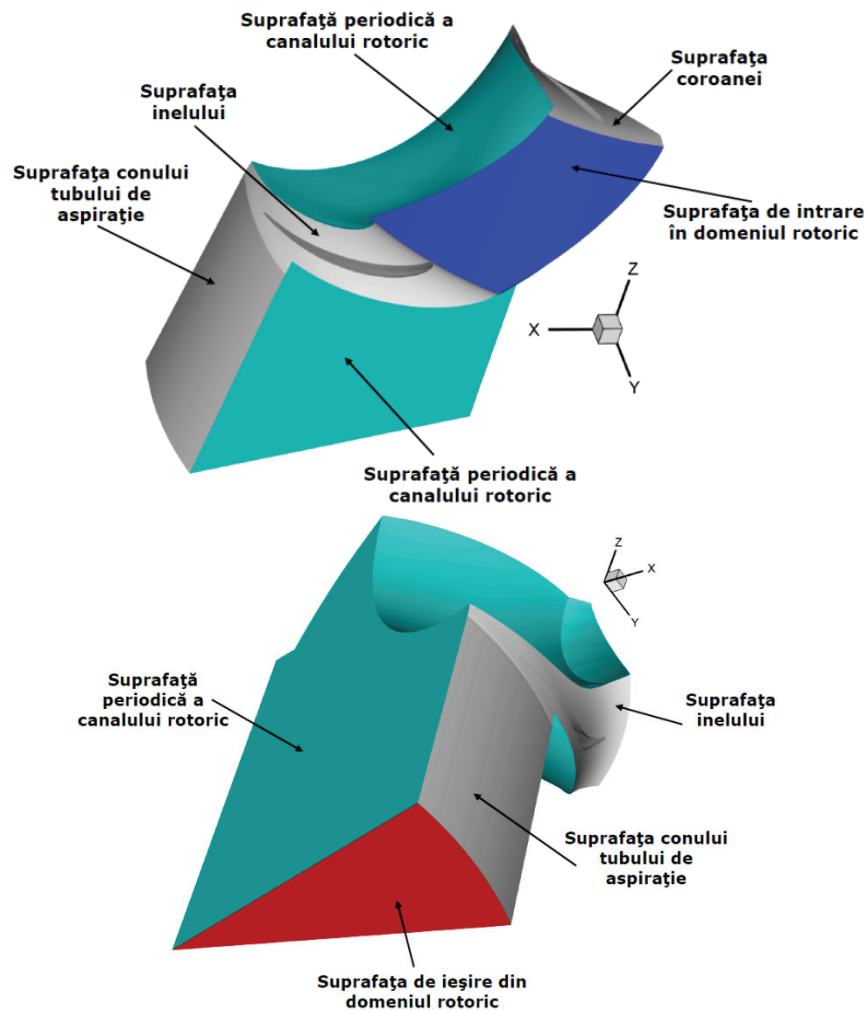 Suprafaţă periodică a
canalului rotoric
Suprafaţa
coroanei
Suprafaţa
inelului
Suprafaţa conului
tubului de
aspiraţie
Suprafaţa de intrare
în domeniul rotoric
Z
X
Y
Suprafaţă periodică a
canalului rotoric
Z
X
Y
Suprafaţă
periodică a
canalului rotoric
Suprafaţa
inelului
Suprafaţa conului
tubului de
aspiraţie
Suprafaţa de ieşire din
domeniul rotoric